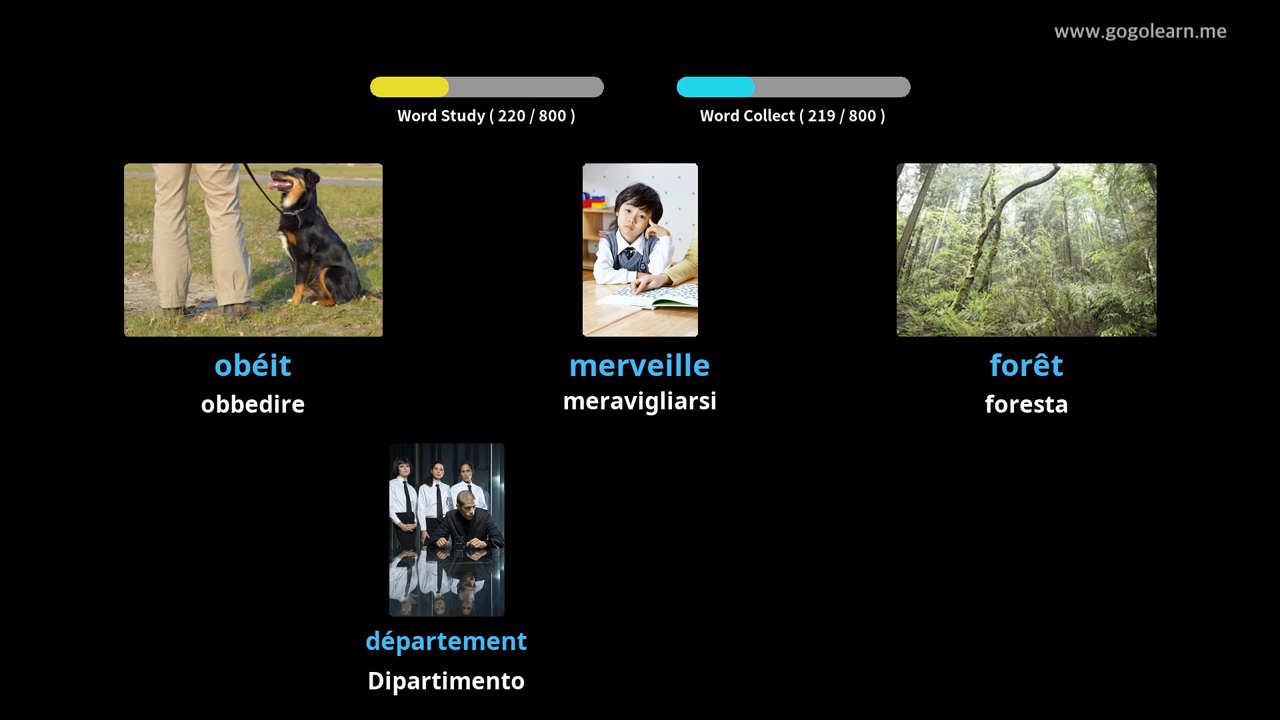 www.gogolearn.me
Word Study ( 220 / 800 )
Word Collect ( 219 / 800 )
obéit
obbedire
merveille
meravigliarsi
forêt
foresta
département
Dipartimento